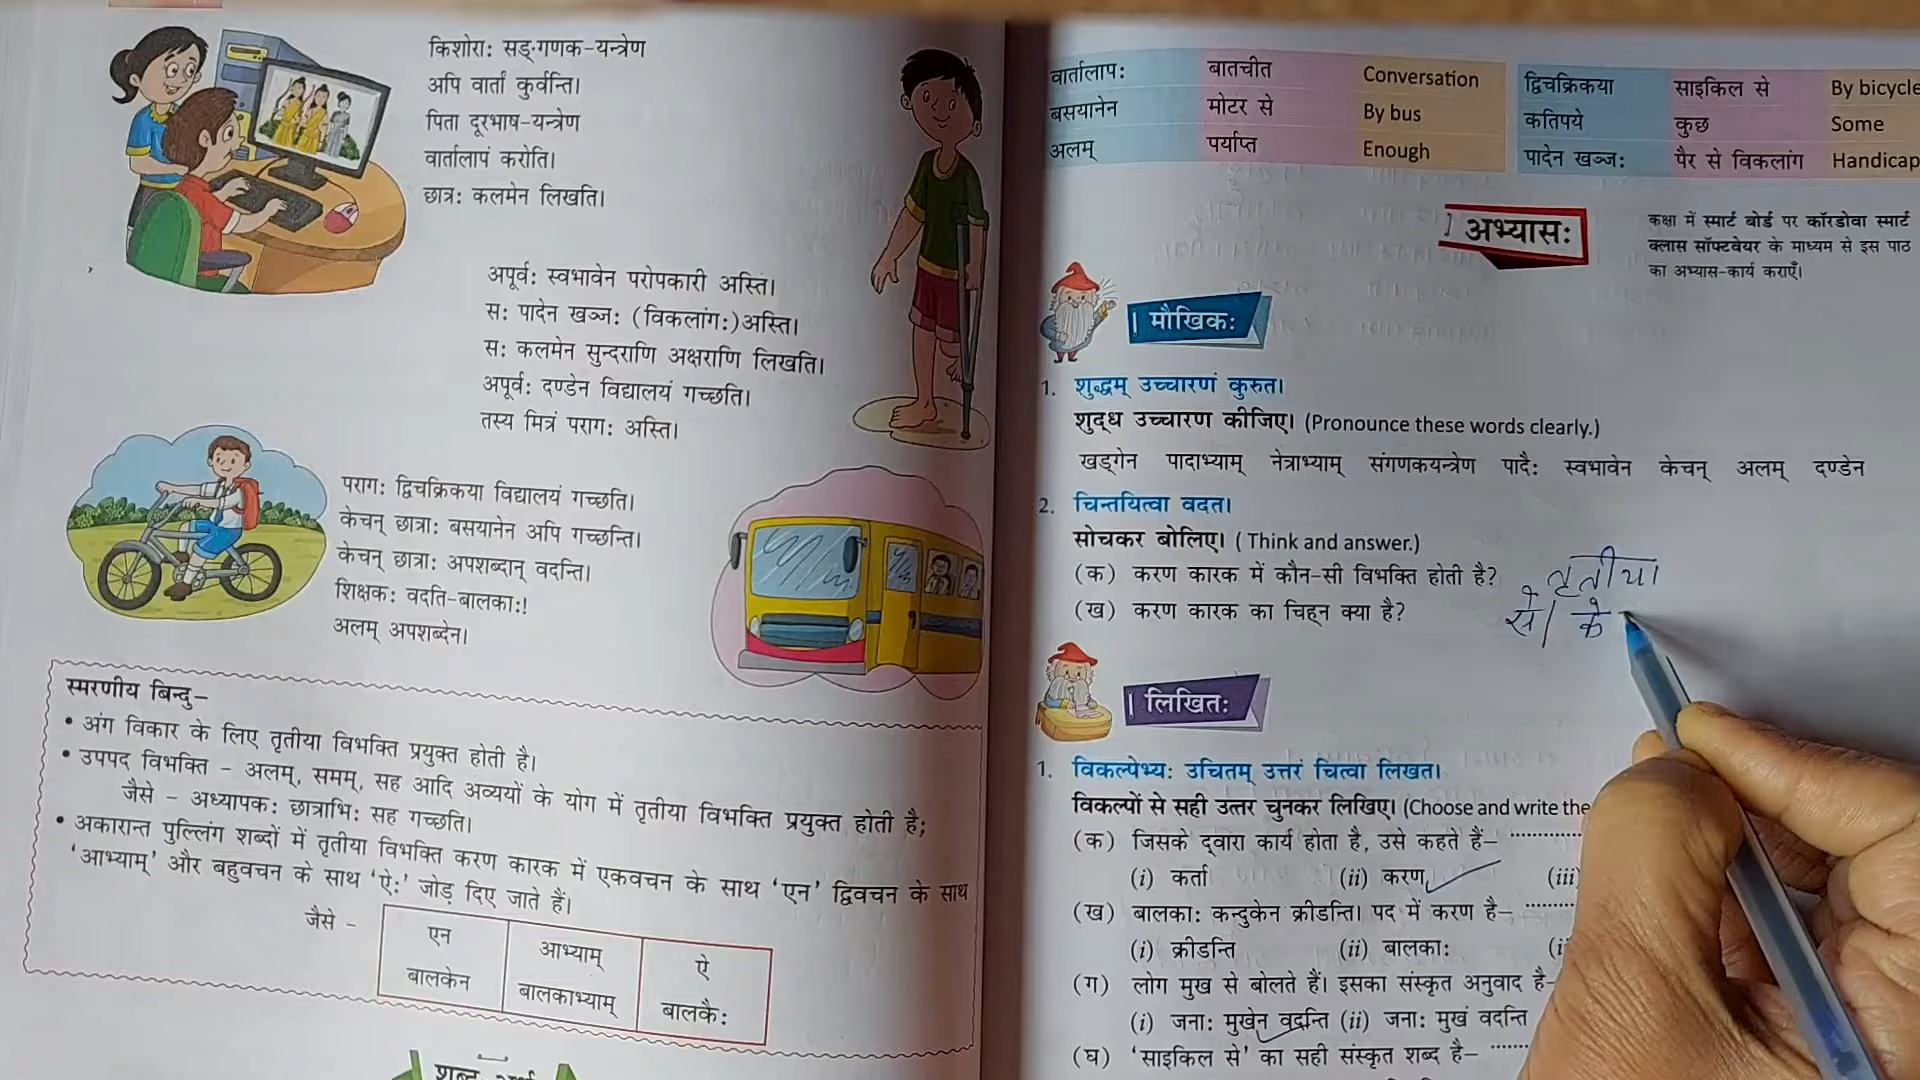 किशोराः सङ्गणक-यन्त्रेण
अपि वार्तां कुर्वन्ति।
पिता दूरभाष-यन्त्रेण
वार्तालापं करोति।
छात्रः कलमेन लिखति।
अपूर्वः स्वभावेन परोपकारी अस्ति।
सः पादेन खञ्जः (विकलांगः)अस्ति।
सः कलमेन सुन्दराणि अक्षराणि लिखति।
अपूर्वः दण्डेन विद्यालयं गच्छति।
तस्य मित्रं परागः अस्ति।
परागः द्विचक्रिकया विद्यालयं गच्छति।
केचन् छात्राः बसयानेन अपि गच्छन्ति।
केचन् छात्राः अपशब्दान् वदन्ति।
शिक्षकः वदति-बालकाः!
अलम् अपशब्देन।
स्मरणीय बिन्दु–
• अंग विकार के लिए तृतीया विभक्ति प्रयुक्त होती है।
• उपपद विभक्ति – अलम्, समम्, सह आदि अव्ययों के योग में तृतीया विभक्ति प्रयुक्त होती है;
जैसे – अध्यापकः छात्राभिः सह गच्छति।
• अकारान्त पुल्लिंग शब्दों में तृतीया विभक्ति करण कारक में एकवचन के साथ ‘एन’ द्विवचन के साथ
‘आभ्याम्’ और बहुवचन के साथ ‘ऐः’ जोड़ दिए जाते हैं।
जैसे –
एन आभ्याम् ऐ
बालकेन बालकाभ्याम् बालकैः
वार्तालापः बातचीत Conversation द्विचक्रिकया साइकिल से By bicycle
बसयानेन मोटर से By bus कतिपये कुछ Some
अलम् पर्याप्त Enough पादेन खञ्जः पैर से विकलांग Handicap
अभ्यासः
कक्षा में स्मार्ट बोर्ड पर कॉरडोवा स्मार्ट
क्लास सॉफ्टवेयर के माध्यम से इस पाठ
का अभ्यास-कार्य कराएँ।
मौखिकः
1. शुद्धम् उच्चारणं कुरुत।
शुद्ध उच्चारण कीजिए। (Pronounce these words clearly.)
खड्गेन पादाभ्याम् नेत्राभ्याम् संगणकयन्त्रेण पादैः स्वभावेन केचन् अलम् दण्डेन
2. चिन्तयित्वा वदत।
सोचकर बोलिए। ( Think and answer.)
(क) करण कारक में कौन-सी विभक्ति होती है? तृतीया
(ख) करण कारक का चिह्न क्या है? से/ के
लिखितः
1. विकल्पेभ्यः उचितम् उत्तरं चित्वा लिखत।
विकल्पों से सही उत्तर चुनकर लिखिए। (Choose and write the
(क) जिसके द्वारा कार्य होता है, उसे कहते हैं–
(i) कर्ता (ii) करण (iii)
(ख) बालकाः कन्दुकेन क्रीडन्ति। पद में करण है–
(i) क्रीडन्ति (ii) बालकाः
(ग) लोग मुख से बोलते हैं। इसका संस्कृत अनुवाद है–
(i) जनाः मुखेन वदन्ति (ii) जनाः मुखं वदन्ति
(घ) ‘साइकिल से’ का सही संस्कृत शब्द है–